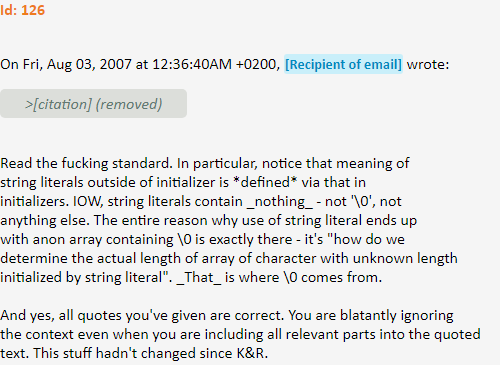 Id: 126
On Fri, Aug 03, 2007 at 12:36:40AM +0200, [Recipient of email] wrote:
>[citation] (removed)
Read the fucking standard. In particular, notice that meaning of
string literals outside of initializer is *defined* via that in
initializers. IOW, string literals contain _nothing_ - not '\0', not
anything else. The entire reason why use of string literal ends up
with anon array containing \0 is exactly there - it's "how do we
determine the actual length of array of character with unknown length
initialized by string literal". _That_ is where \0 comes from.
And yes, all quotes you've given are correct. You are blatantly ignoring
the context even when you are including all relevant parts into the quoted
text. This stuff hadn't changed since K&R.